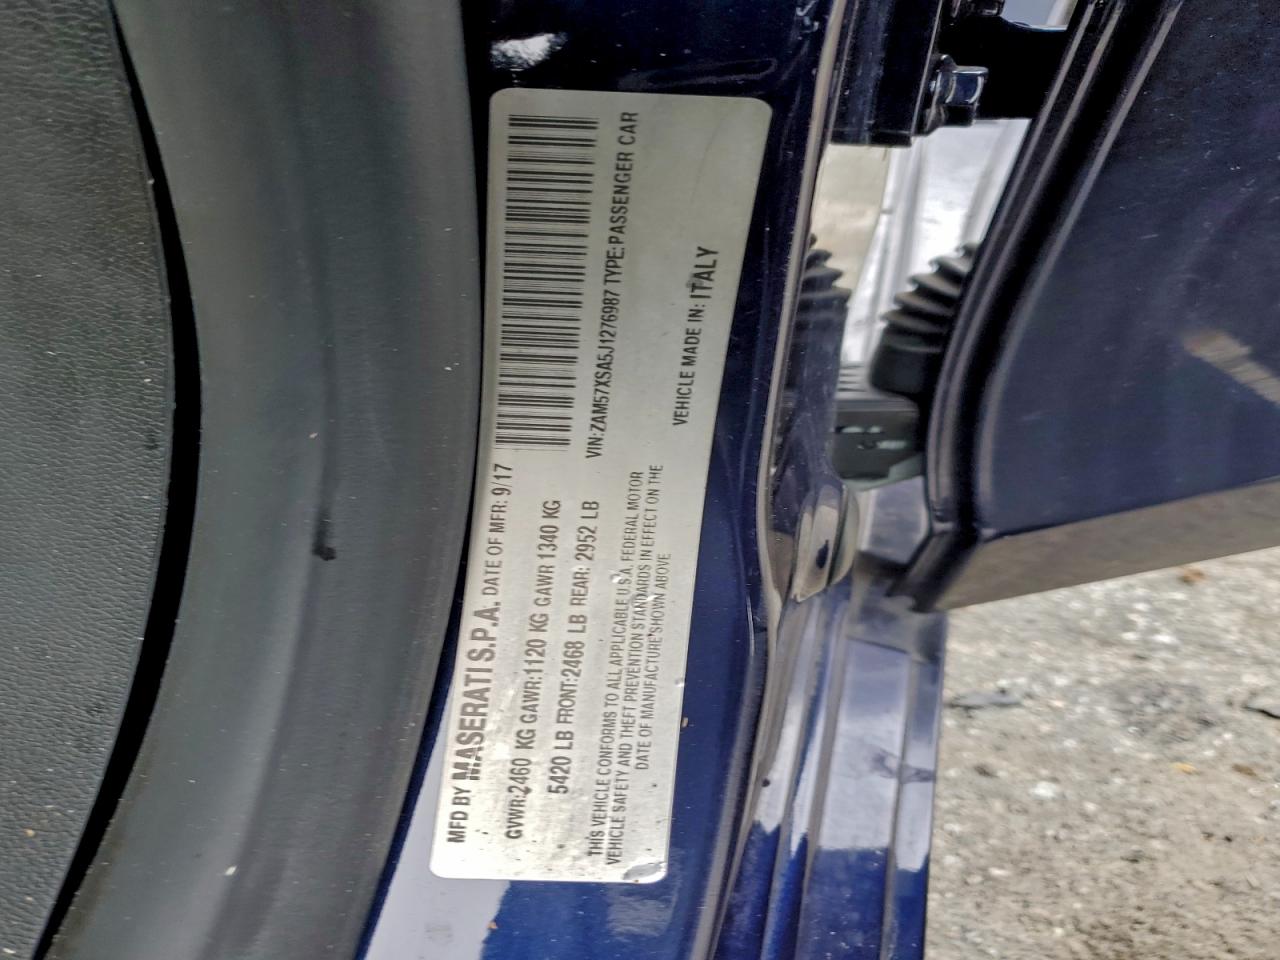 MFD BY MASERATI S.P.A. DATE OF MFR: 9/17
GVWR:2460 KG GAWR:1120 KG GAWR 1340 KG
5420 LB FRONT:2468 LB REAR: 2952 LB
VIN:ZAM57XSA5J1276987 TYPE:PASSENGER CAR
THIS VEHICLE CONFORMS TO ALL APPLICABLE U.S.A. FEDERAL MOTOR
VEHICLE SAFETY AND THEFT PREVENTION STANDARDS IN EFFECT ON THE
DATE OF MANUFACTURE SHOWN ABOVE
VEHICLE MADE IN: ITALY